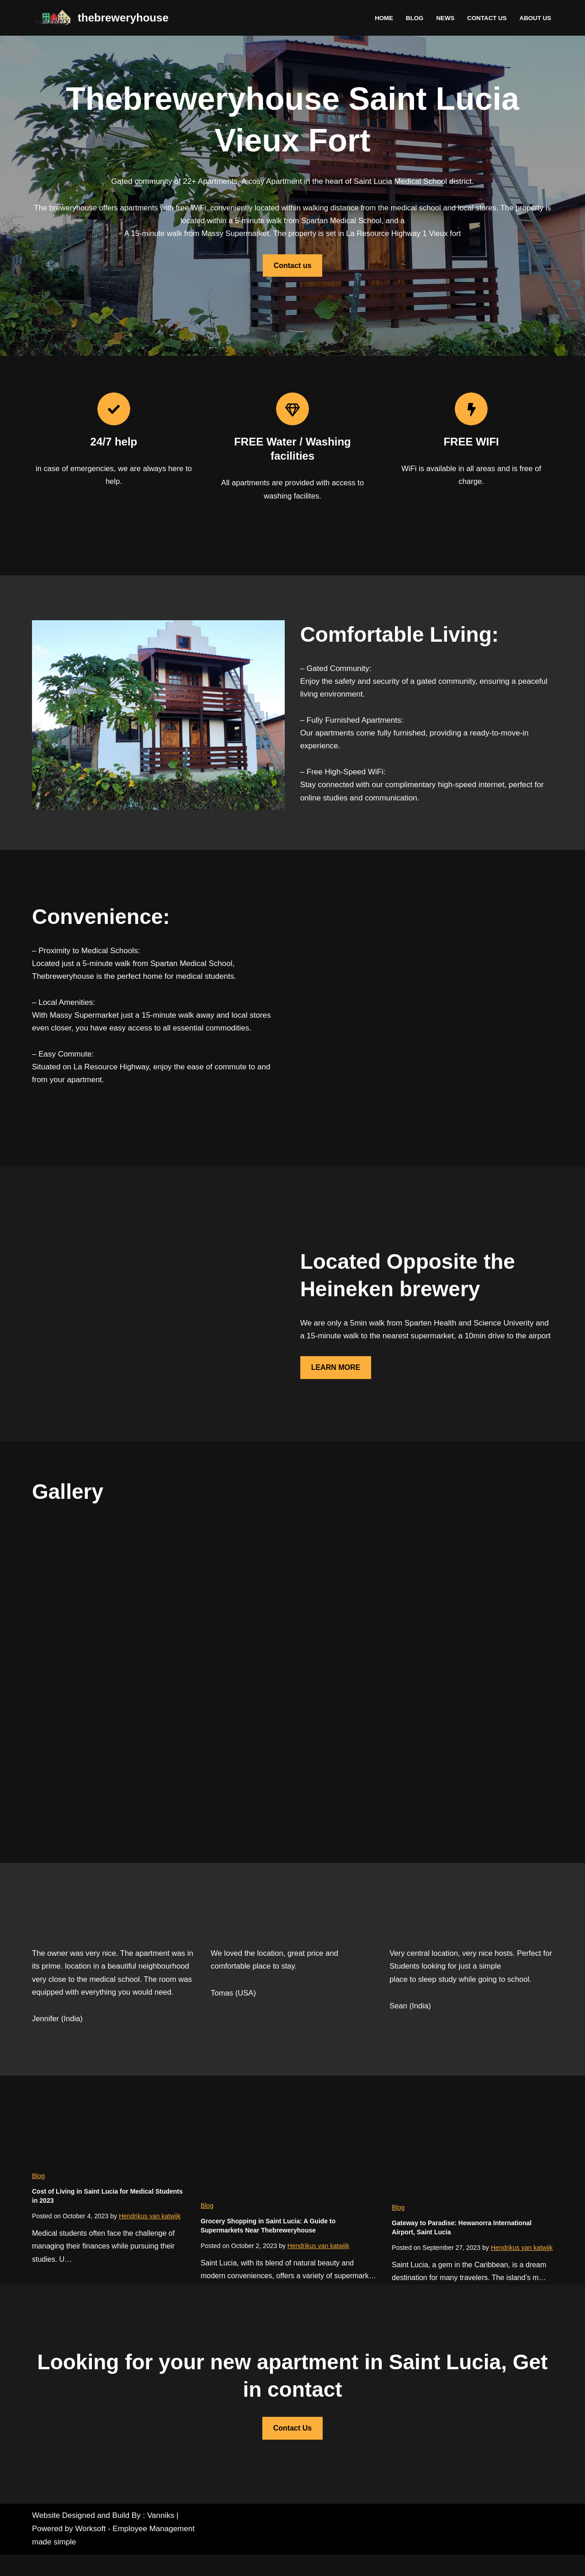 thebreweryhouse
HOME
BLOG
NEWS
CONTACT US
ABOUT US
Thebreweryhouse Saint Lucia
Vieux Fort
Gated community of 22+ Apartments, A cosy Apartment in the heart of Saint Lucia Medical School district.
The breweryhouse offers apartments with free WiFi, conveniently located within walking distance from the medical school and local stores. The property is
located within a 5-minute walk from Spartan Medical School, and a
A 15-minute walk from Massy Supermarket. The property is set in La Resource Highway 1 Vieux fort
Contact us
24/7 help
in case of emergencies, we are always here to
help.
FREE Water / Washing
facilities
All apartments are provided with access to
washing facilites.
FREE WIFI
WiFi is available in all areas and is free of
charge.
Comfortable Living:
– Gated Community:
Enjoy the safety and security of a gated community, ensuring a peaceful
living environment.
– Fully Furnished Apartments:
Our apartments come fully furnished, providing a ready-to-move-in
experience.
– Free High-Speed WiFi:
Stay connected with our complimentary high-speed internet, perfect for
online studies and communication.
Convenience:
– Proximity to Medical Schools:
Located just a 5-minute walk from Spartan Medical School,
Thebreweryhouse is the perfect home for medical students.
– Local Amenities:
With Massy Supermarket just a 15-minute walk away and local stores
even closer, you have easy access to all essential commodities.
– Easy Commute:
Situated on La Resource Highway, enjoy the ease of commute to and
from your apartment.
Located Opposite the
Heineken brewery
We are only a 5min walk from Sparten Health and Science Univerity and
a 15-minute walk to the nearest supermarket, a 10min drive to the airport
LEARN MORE
Gallery
The owner was very nice. The apartment was in
its prime. location in a beautiful neighbourhood
very close to the medical school. The room was
equipped with everything you would need.
Jennifer (India)
We loved the location, great price and
comfortable place to stay.
Tomas (USA)
Very central location, very nice hosts. Perfect for
Students looking for just a simple
place to sleep study while going to school.
Sean (India)
Blog
Cost of Living in Saint Lucia for Medical Students
in 2023
Posted on October 4, 2023 by Hendrikus van katwijk
Medical students often face the challenge of
managing their finances while pursuing their
studies. U…
Blog
Grocery Shopping in Saint Lucia: A Guide to
Supermarkets Near Thebreweryhouse
Posted on October 2, 2023 by Hendrikus van katwijk
Saint Lucia, with its blend of natural beauty and
modern conveniences, offers a variety of supermark…
Blog
Gateway to Paradise: Hewanorra International
Airport, Saint Lucia
Posted on September 27, 2023 by Hendrikus van katwijk
Saint Lucia, a gem in the Caribbean, is a dream
destination for many travelers. The island's m…
Looking for your new apartment in Saint Lucia, Get
in contact
Contact Us
Website Designed and Build By : Vanniks |
Powered by Worksoft - Employee Management
made simple